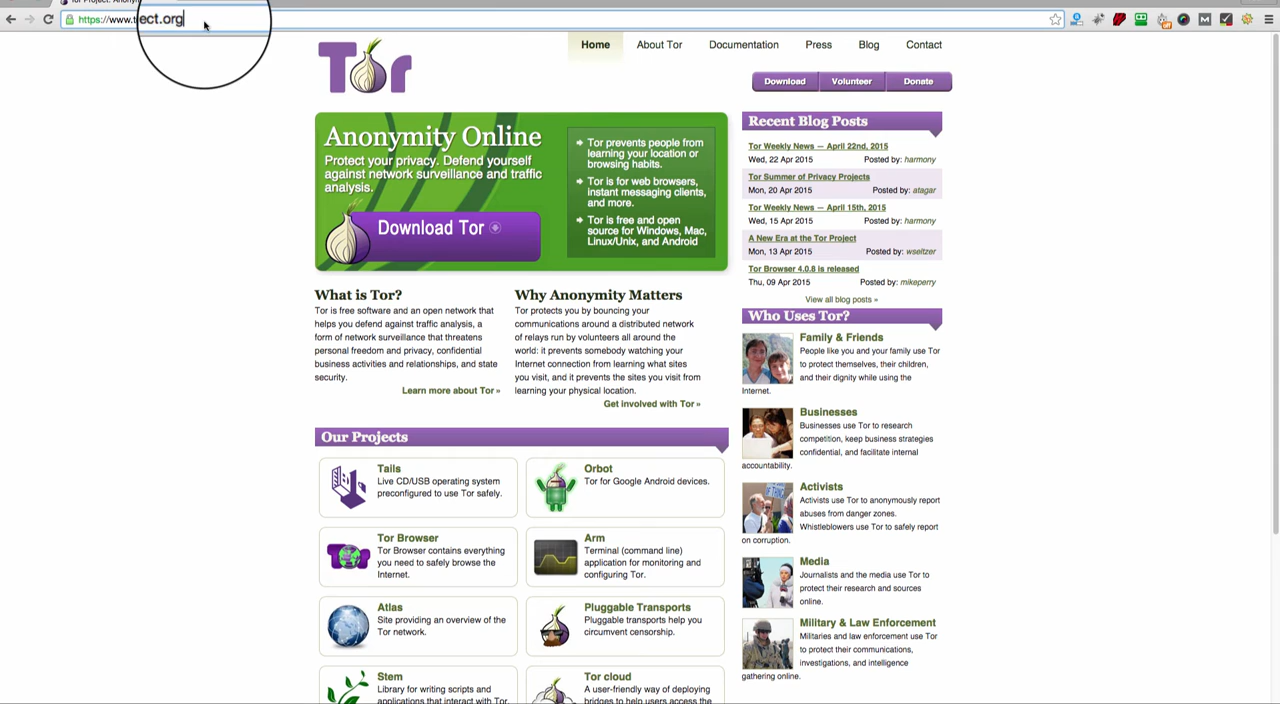 https://www.t
ect.org
Tor
Home
About Tor
Documentation
Press
Blog
Contact
Download
Volunteer
Donate
Anonymity Online
Protect your privacy. Defend yourself
against network surveillance and traffic
analysis.
Download Tor
Tor prevents people from
learning your location or
browsing habits.
Tor is for web browsers,
instant messaging clients,
and more.
Tor is free and open
source for Windows, Mac,
Linux/Unix, and Android
What is Tor?
Tor is free software and an open network that
helps you defend against traffic analysis, a
form of network surveillance that threatens
personal freedom and privacy, confidential
business activities and relationships, and state
security.
Learn more about Tor »
Why Anonymity Matters
Tor protects you by bouncing your
communications around a distributed network
of relays run by volunteers all around the
world: it prevents somebody watching your
Internet connection from learning what sites
you visit, and it prevents the sites you visit from
learning your physical location.
Get involved with Tor »
Our Projects
Tails
Live CD/USB operating system
preconfigured to use Tor safely.
Orbot
Tor for Google Android devices.
Tor Browser
Tor Browser contains everything
you need to safely browse the
Internet.
Arm
Terminal (command line)
application for monitoring and
configuring Tor.
Atlas
Site providing an overview of the
Tor network.
Pluggable Transports
Pluggable transports help you
circumvent censorship.
Stem
Library for writing scripts and
applications that interact with Tor.
Tor cloud
A user-friendly way of deploying
bridges to help users access the
Recent Blog Posts
Tor Weekly News — April 22nd, 2015
Wed, 22 Apr 2015 Posted by: harmony
Tor Summer of Privacy Projects
Mon, 20 Apr 2015 Posted by: atagar
Tor Weekly News — April 15th, 2015
Wed, 15 Apr 2015 Posted by: harmony
A New Era at the Tor Project
Mon, 13 Apr 2015 Posted by: wseltzer
Tor Browser 4.0.8 is released
Thu, 09 Apr 2015 Posted by: mikeperry
View all blog posts »
Who Uses Tor?
Family & Friends
People like you and your family use Tor
to protect themselves, their children,
and their dignity while using the
Internet.
Businesses
Businesses use Tor to research
competition, keep business strategies
confidential, and facilitate internal
accountability.
Activists
Activists use Tor to anonymously report
abuses from danger zones.
Whistleblowers use Tor to safely report
on corruption.
Media
Journalists and the media use Tor to
protect their research and sources
online.
Military & Law Enforcement
Militaries and law enforcement use Tor
to protect their communications,
investigations, and intelligence
gathering online.